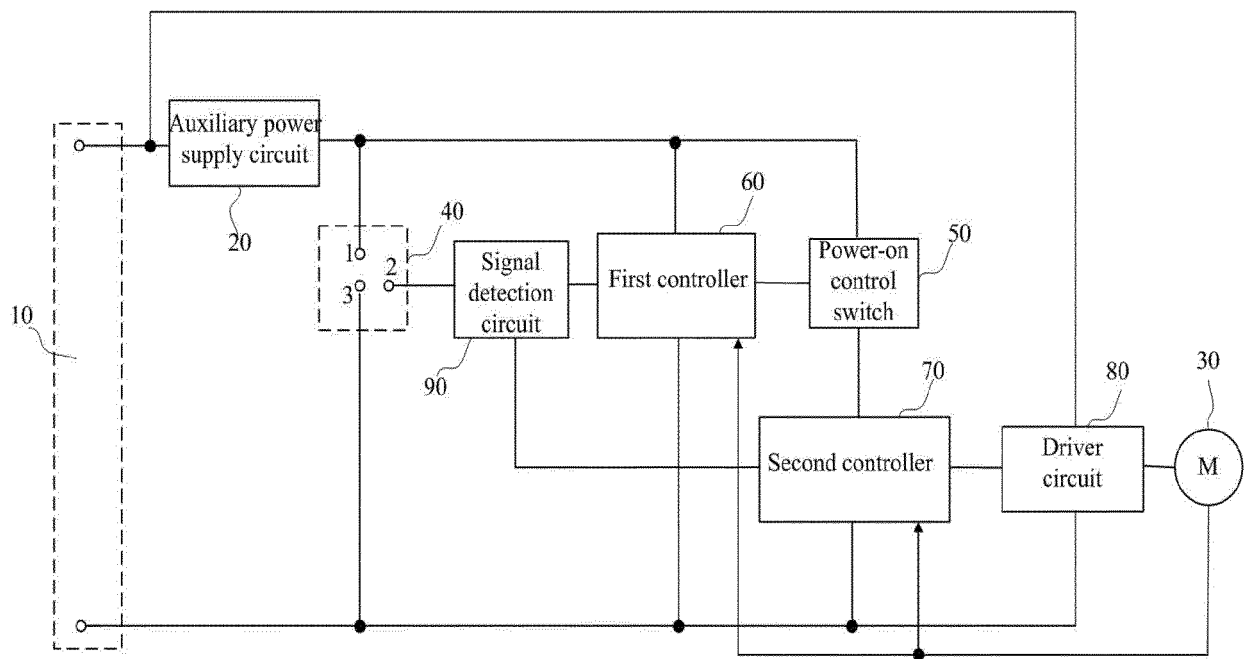 Auxiliary power
supply circuit
20
10
40
1
2
3
Signal
detection
circuit
90
60
First controller
50
Power-on
control
switch
70
Second controller
80
Driver
circuit
30
M